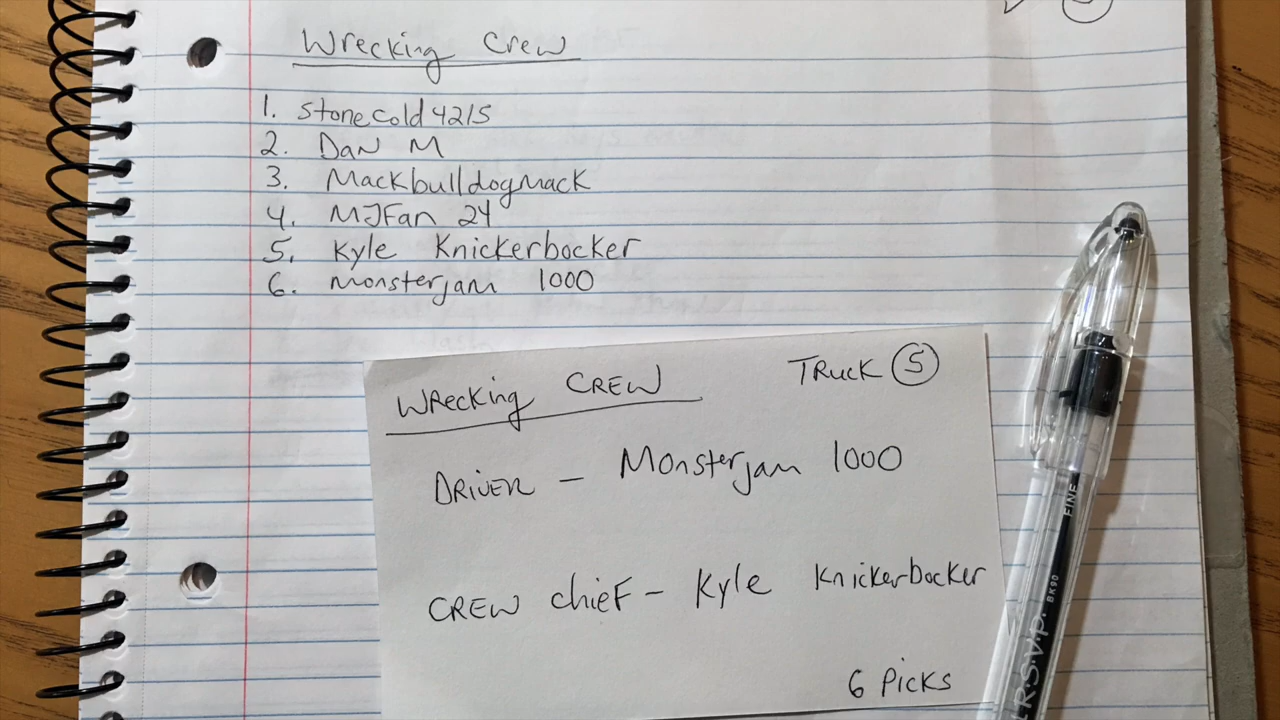 Wrecking Crew
1. Stonecold4215
2. Dan M
3. Mackbulldogmack
4. MJFan 24
5. Kyle Knickerbocker
6. Monsterjam 1000
Wrecking CREW Truck 5
DRIVER - Monsterjam 1000
CREW chief - Kyle Knickerbocker
6 Picks
FINE
BK90
R.S.V.P.